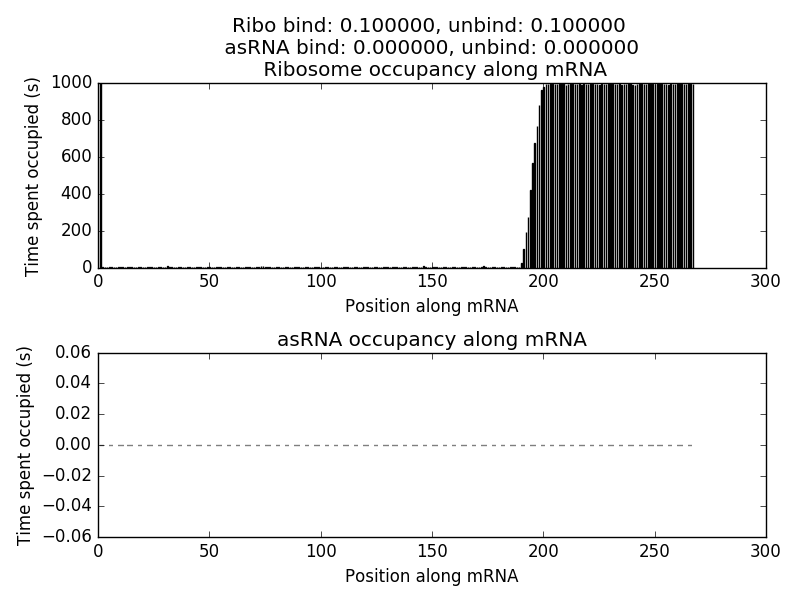 Ribo bind: 0.100000, unbind: 0.100000
asRNA bind: 0.000000, unbind: 0.000000
Ribosome occupancy along mRNA
Time spent occupied (s)
1000
800
600
400
200
0
0 50 100 150 200 250 300
Position along mRNA
asRNA occupancy along mRNA
Time spent occupied (s)
0.06
0.04
0.02
0.00
−0.02
−0.04
−0.06
0 50 100 150 200 250 300
Position along mRNA